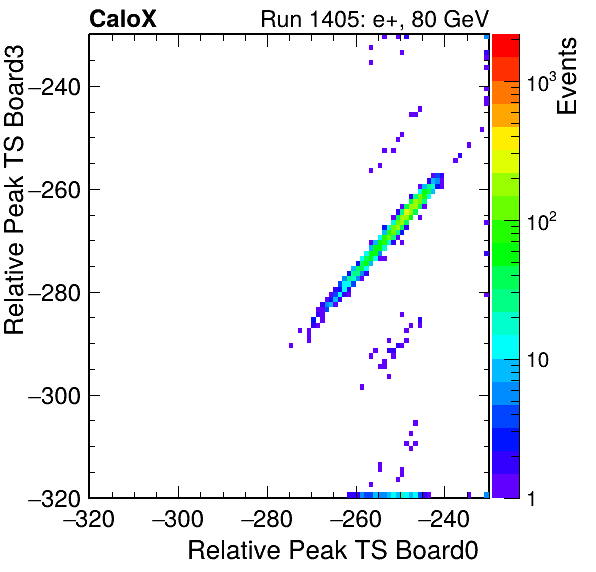 CaloX Run 1405: e+, 80 GeV
Relative Peak TS Board3
−240
−260
−280
−300
−320
−320 −300 −280 −260 −240
Relative Peak TS Board0
Events
10³
10²
10
1